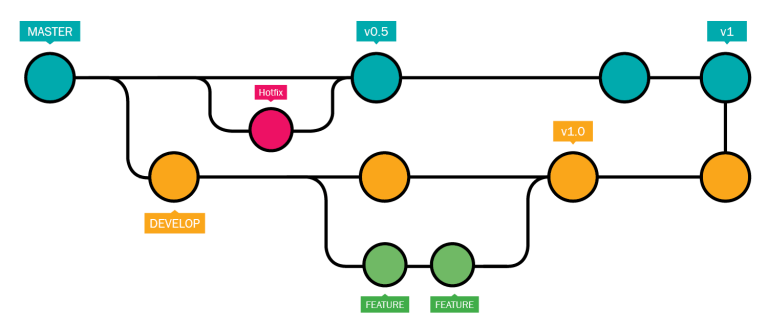 MASTER
v0.5
v1
Hotfix
v1.0
DEVELOP
FEATURE
FEATURE